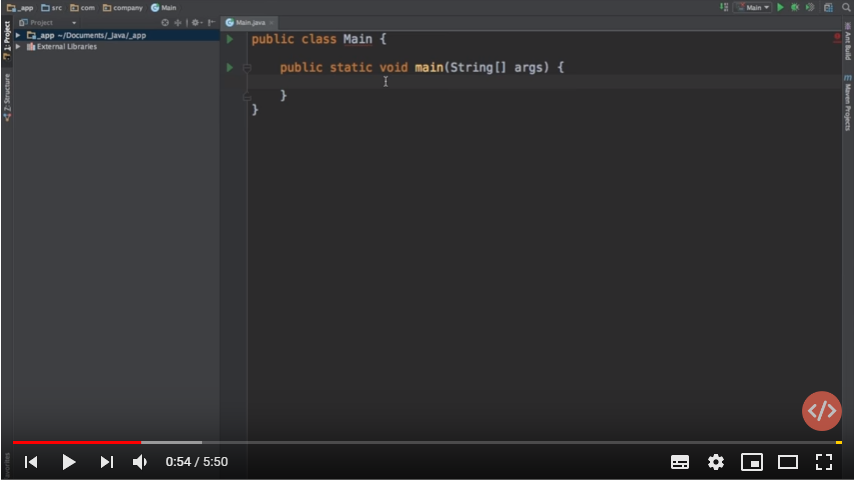 _app src com company Main
Main
1: Project
Project
Main.java
_app ~/Documents/_Java/_app
External Libraries
Z: Structure
public class Main {
public static void main(String[] args) {
}
}
Ant Build
m Maven Projects
</>
0:54 / 5:50